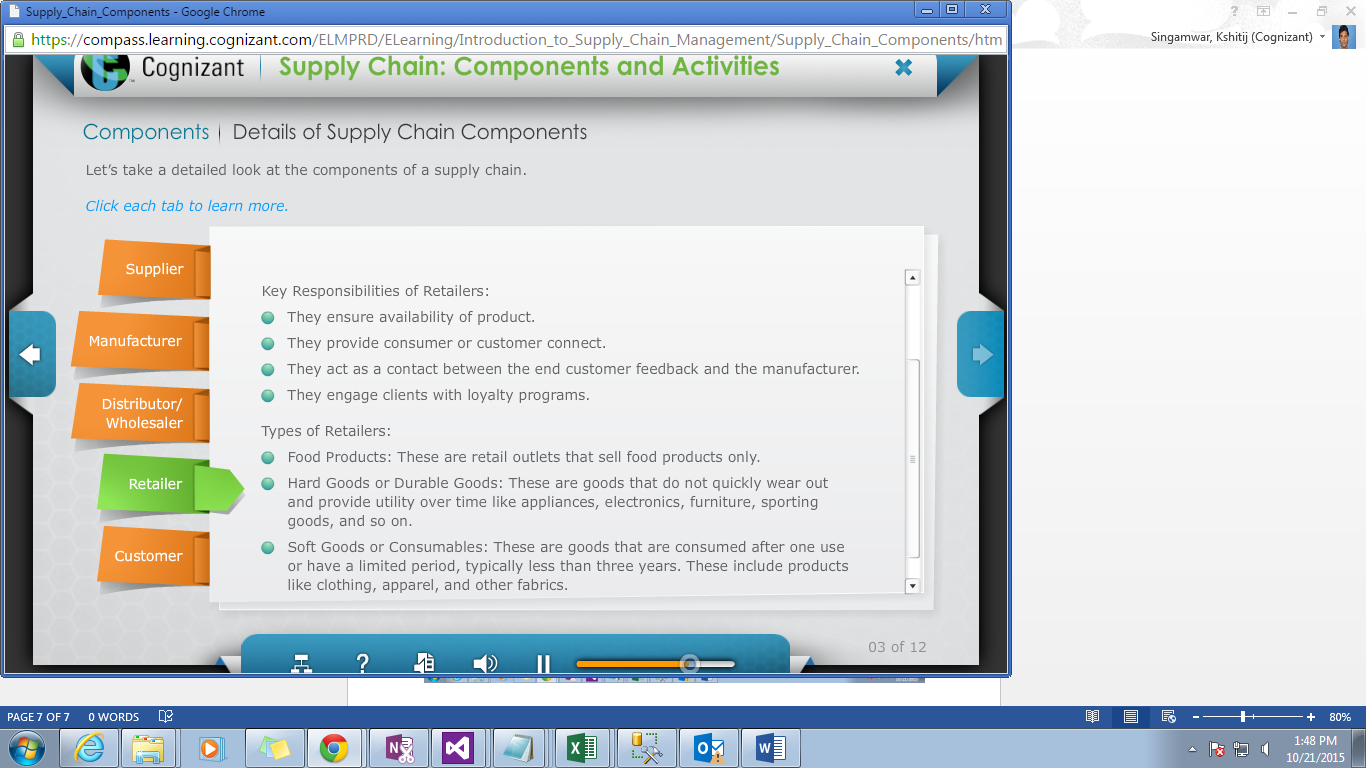 Supply_Chain_Components - Google Chrome
https://compass.learning.cognizant.com/ELMPRD/ELearning/Introduction_to_Supply_Chain_Management/Supply_Chain_Components/htm
Singamwar, Kshitij (Cognizant)
Cognizant
Supply Chain: Components and Activities
Components | Details of Supply Chain Components
Let's take a detailed look at the components of a supply chain.
Click each tab to learn more.
Supplier
Manufacturer
Distributor/
Wholesaler
Retailer
Customer
Key Responsibilities of Retailers:
They ensure availability of product.
They provide consumer or customer connect.
They act as a contact between the end customer feedback and the manufacturer.
They engage clients with loyalty programs.
Types of Retailers:
Food Products: These are retail outlets that sell food products only.
Hard Goods or Durable Goods: These are goods that do not quickly wear out
and provide utility over time like appliances, electronics, furniture, sporting
goods, and so on.
Soft Goods or Consumables: These are goods that are consumed after one use
or have a limited period, typically less than three years. These include products
like clothing, apparel, and other fabrics.
03 of 12
PAGE 7 OF 7 0 WORDS
80%
1:48 PM
10/21/2015